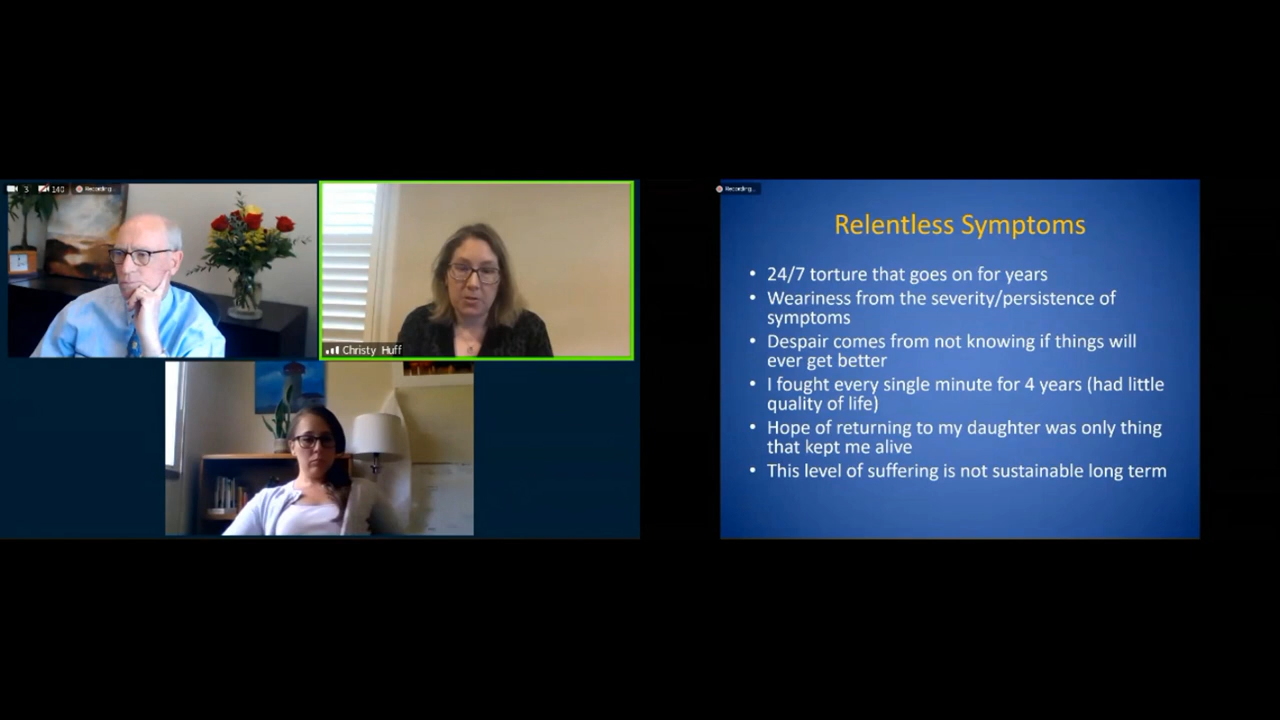 3 140 Recording...
Christy Huff
Recording...
Relentless Symptoms
• 24/7 torture that goes on for years
• Weariness from the severity/persistence of
symptoms
• Despair comes from not knowing if things will
ever get better
• I fought every single minute for 4 years (had little
quality of life)
• Hope of returning to my daughter was only thing
that kept me alive
• This level of suffering is not sustainable long term